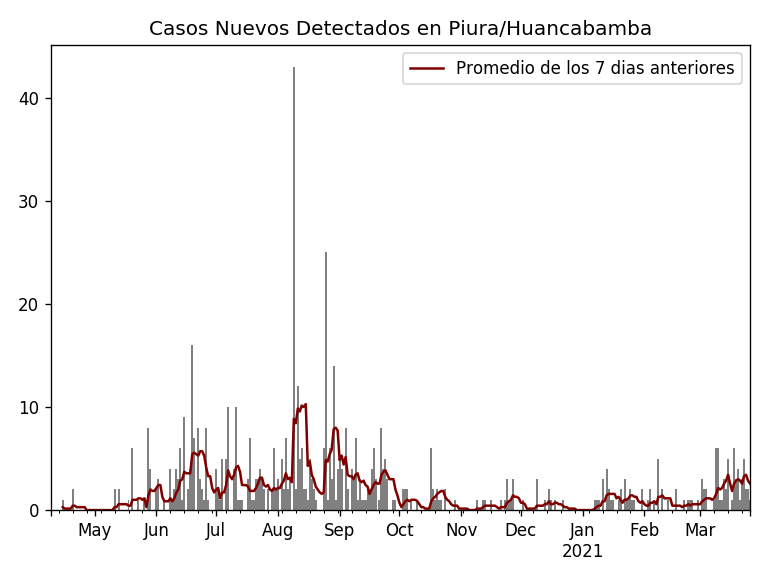 Casos Nuevos Detectados en Piura/Huancabamba
Promedio de los 7 dias anteriores
40
30
20
10
0
May Jun Jul Aug Sep Oct Nov Dec Jan Feb Mar
2021